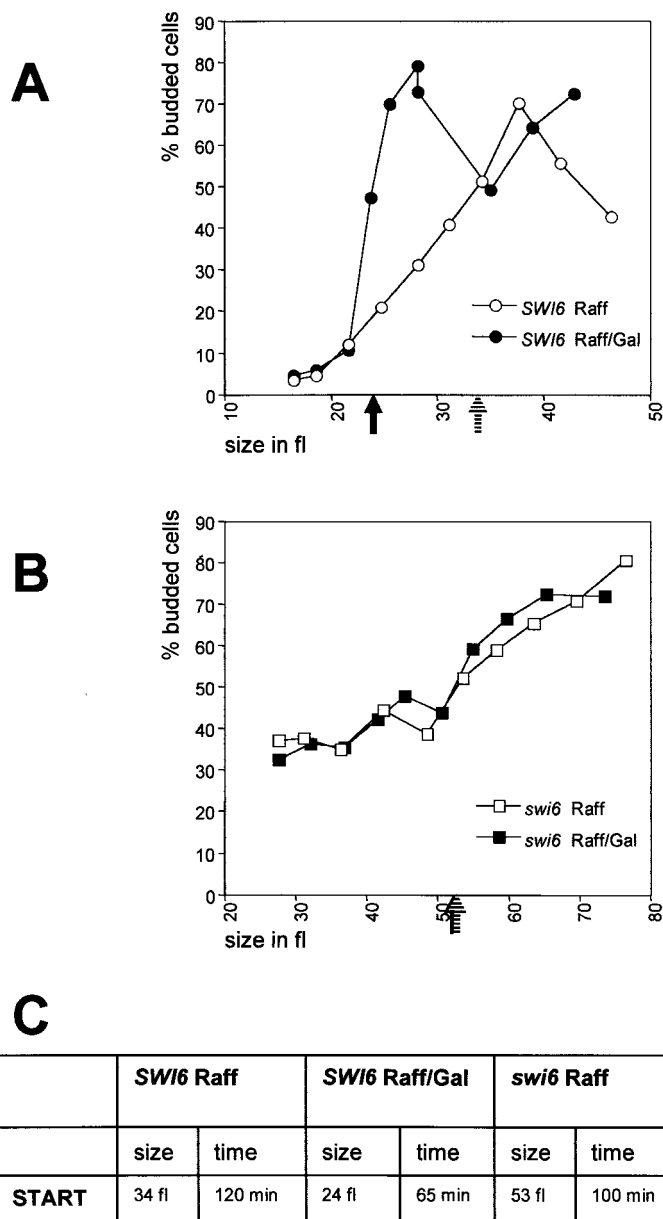 A
% budded cells
90
80
70
60
50
40
30
20
10
0
10
20
30
40
50
size in fl
SWI6 Raff
SWI6 Raff/Gal
B
% budded cells
90
80
70
60
50
40
30
20
10
0
20
30
40
50
60
70
80
size in fl
swi6 Raff
swi6 Raff/Gal
C
SWI6 Raff
SWI6 Raff/Gal
swi6 Raff
size
time
size
time
size
time
START
34 fl
120 min
24 fl
65 min
53 fl
100 min